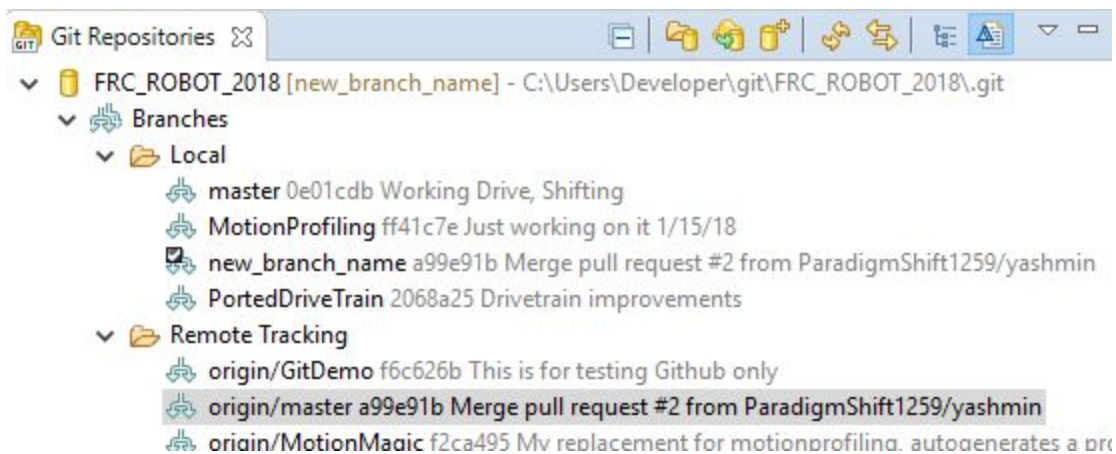 Git Repositories
FRC_ROBOT_2018 [new_branch_name] - C:\Users\Developer\git\FRC_ROBOT_2018\.git
Branches
Local
master 0e01cdb Working Drive, Shifting
MotionProfiling ff41c7e Just working on it 1/15/18
new_branch_name a99e91b Merge pull request #2 from ParadigmShift1259/yashmin
PortedDriveTrain 2068a25 Drivetrain improvements
Remote Tracking
origin/GitDemo f6c626b This is for testing Github only
origin/master a99e91b Merge pull request #2 from ParadigmShift1259/yashmin
origin/MotionMagic f2ca495 My replacement for motionprofiling, autogenerates a pro